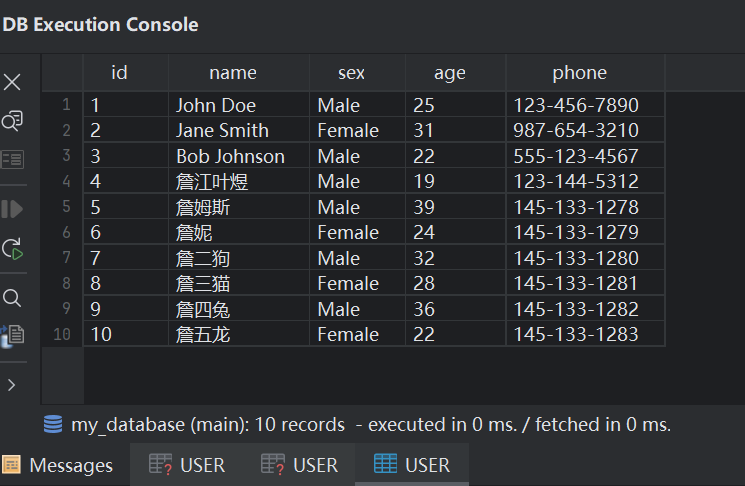 DB Execution Console
id name sex age phone
1 1 John Doe Male 25 123-456-7890
2 2 Jane Smith Female 31 987-654-3210
3 3 Bob Johnson Male 22 555-123-4567
4 4 詹江叶煜 Male 19 123-144-5312
5 5 詹姆斯 Male 39 145-133-1278
6 6 詹妮 Female 24 145-133-1279
7 7 詹二狗 Male 32 145-133-1280
8 8 詹三猫 Female 28 145-133-1281
9 9 詹四兔 Male 36 145-133-1282
10 10 詹五龙 Female 22 145-133-1283
my_database (main): 10 records - executed in 0 ms. / fetched in 0 ms.
Messages USER USER USER